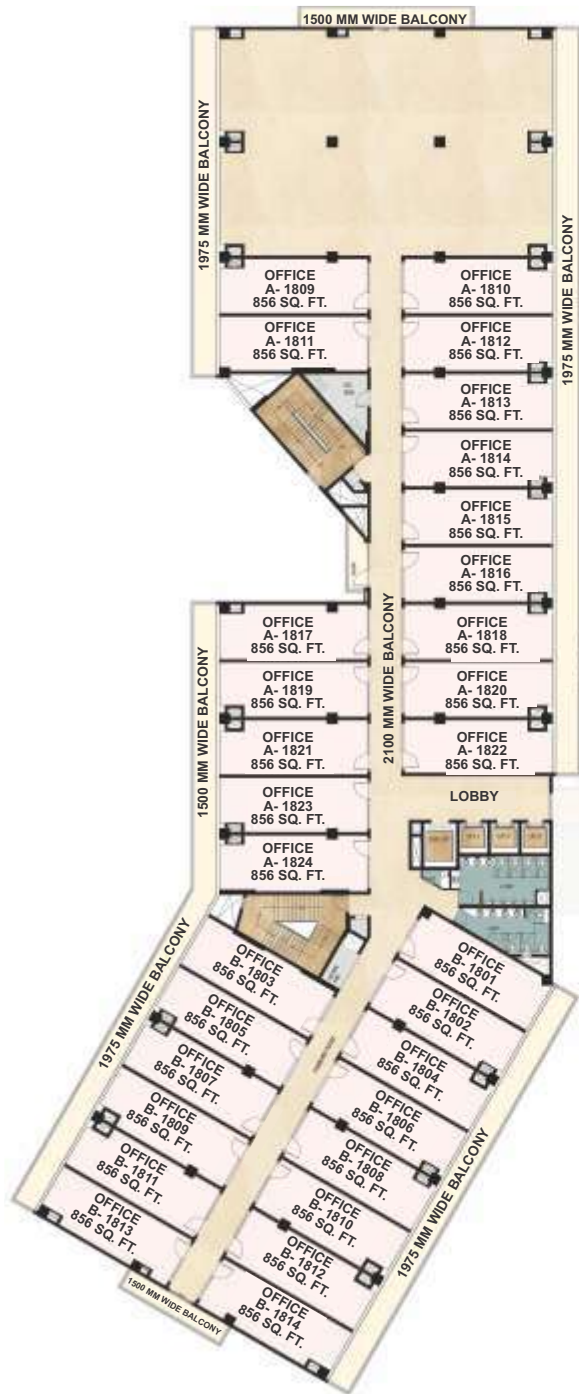 1500 MM WIDE BALCONY
1975 MM WIDE BALCONY
1975 MM WIDE BALCONY
OFFICE
A- 1809
856 SQ. FT.
OFFICE
A- 1810
856 SQ. FT.
OFFICE
A- 1811
856 SQ. FT.
OFFICE
A- 1812
856 SQ. FT.
OFFICE
A- 1813
856 SQ. FT.
OFFICE
A- 1814
856 SQ. FT.
OFFICE
A- 1815
856 SQ. FT.
OFFICE
A- 1816
856 SQ. FT.
OFFICE
A- 1817
856 SQ. FT.
OFFICE
A- 1818
856 SQ. FT.
1500 MM WIDE BALCONY
2100 MM WIDE BALCONY
OFFICE
A- 1819
856 SQ. FT.
OFFICE
A- 1820
856 SQ. FT.
OFFICE
A- 1821
856 SQ. FT.
OFFICE
A- 1822
856 SQ. FT.
OFFICE
A- 1823
856 SQ. FT.
LOBBY
OFFICE
A- 1824
856 SQ. FT.
OFFICE
B- 1801
856 SQ. FT.
OFFICE
B- 1803
856 SQ. FT.
OFFICE
B- 1802
856 SQ. FT.
1975 MM WIDE BALCONY
OFFICE
B- 1805
856 SQ. FT.
OFFICE
B- 1804
856 SQ. FT.
OFFICE
B- 1807
856 SQ. FT.
OFFICE
B- 1806
856 SQ. FT.
OFFICE
B- 1809
856 SQ. FT.
OFFICE
B- 1808
856 SQ. FT.
OFFICE
B- 1811
856 SQ. FT.
OFFICE
B- 1810
856 SQ. FT.
1975 MM WIDE BALCONY
OFFICE
B- 1813
856 SQ. FT.
OFFICE
B- 1812
856 SQ. FT.
1500 MM WIDE BALCONY
OFFICE
B- 1814
856 SQ. FT.